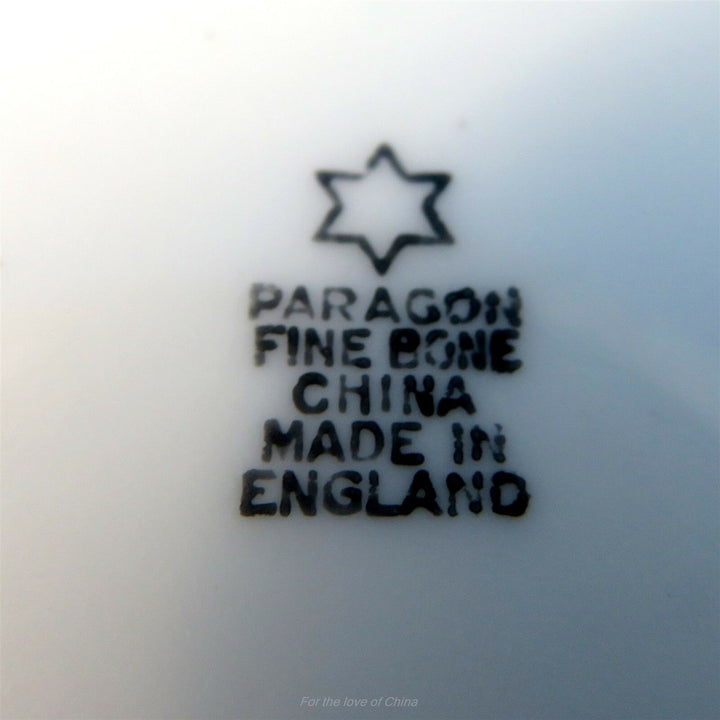 PARAGON
FINE BONE
CHINA
MADE IN
ENGLAND
For the love of China